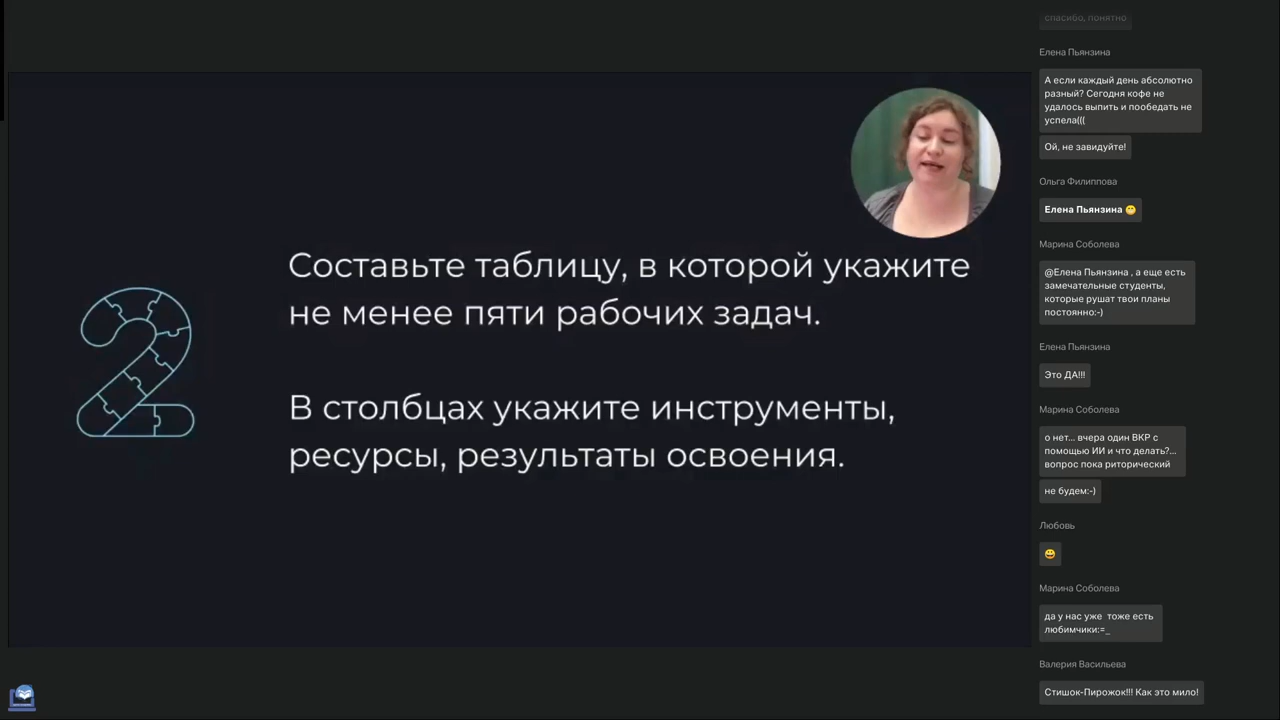 спасибо, понятно
Елена Пьянзина
А если каждый день абсолютно
разный? Сегодня кофе не
удалось выпить и пообедать не
успела(((
Ой, не завидуйте!
Ольга Филиппова
Елена Пьянзина 😁
Марина Соболева
@Елена Пьянзина , а еще есть
замечательные студенты,
которые рушат твои планы
постоянно:-)
Елена Пьянзина
Это ДА!!!
Марина Соболева
о нет... вчера один ВКР с
помощью ИИ и что делать?...
вопрос пока риторический
не будем:-)
Любовь
😀
Марина Соболева
да у нас уже  тоже есть
любимчики:=_
Валерия Васильева
Стишок-Пирожок!!! Как это мило!
2
Составьте таблицу, в которой укажите
не менее пяти рабочих задач.
В столбцах укажите инструменты,
ресурсы, результаты освоения.